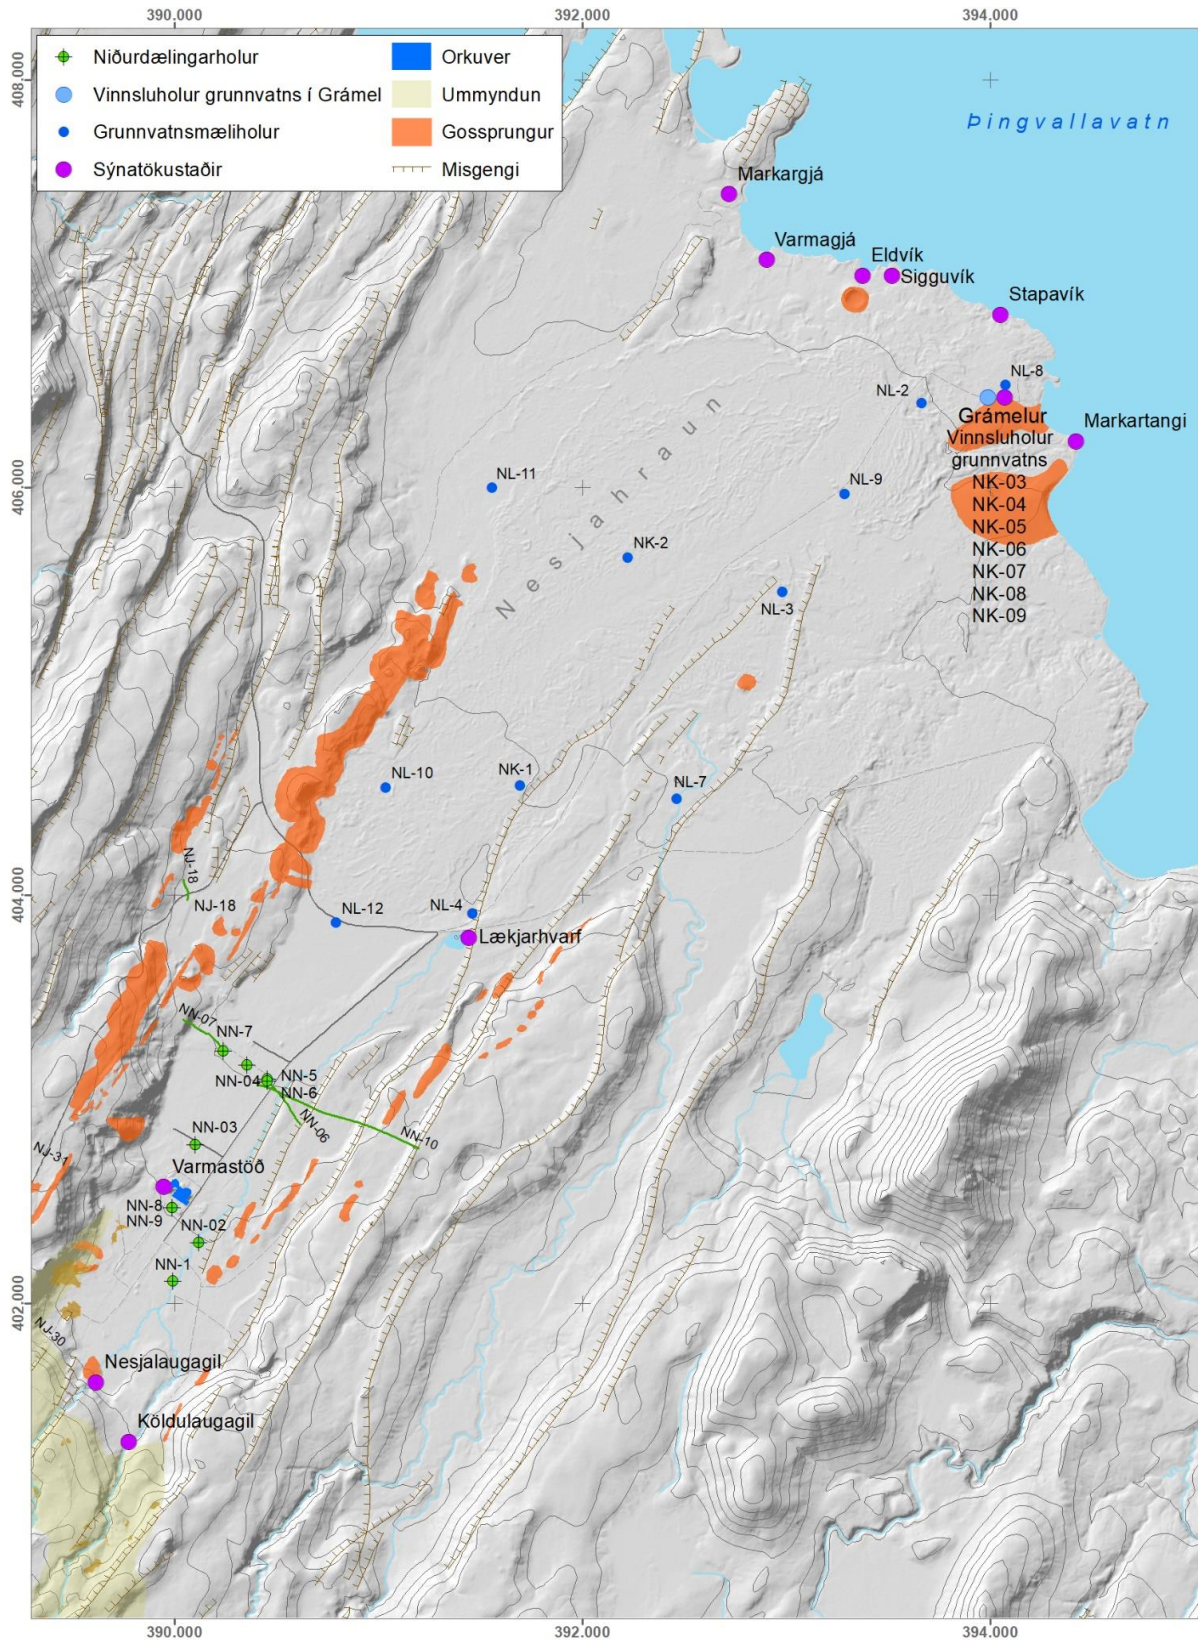 390.000
392.000
394.000
408.000
Niðurdælingarholur
Vinnsluholur grunnvatns í Grámel
Grunnvatnsmæliholur
Sýnatökustaðir
Orkuver
Ummyndun
Gossprungur
Misgengi
Þingvallavatn
Markargjá
Varmagjá
Eldvík
Sigguvík
Stapavík
NL-8
NL-2
Grámelur
Markartangi
Vinnsluholur
grunnvatns
NK-03
NK-04
NK-05
NK-06
NK-07
NK-08
NK-09
406.000
NL-11
NL-9
Nesjahraun
NK-2
NL-3
NL-10
NK-1
NL-7
404.000
NJ-18
NJ-18
NL-12
NL-4
Lækjarhvarf
NN-07
NN-7
NN-04
NN-5
NN-6
NN-06
NN-10
NN-03
NJ-31
Varmastöð
NN-8
NN-9
NN-02
NN-1
402.000
NJ-30
Nesjalaugagil
Köldulaugagil
390.000
392.000
394.000